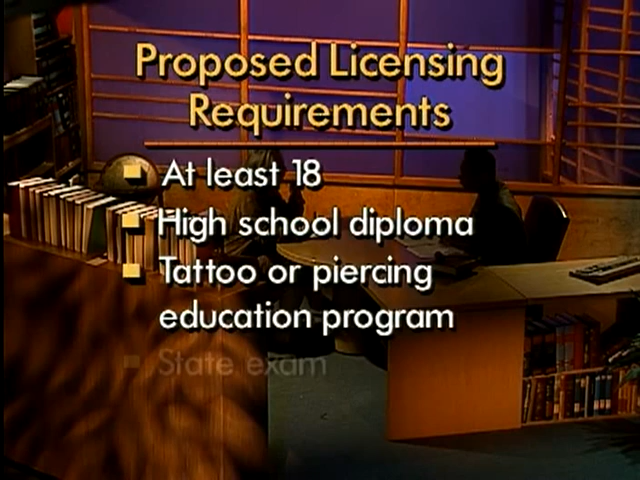 Proposed Licensing
Requirements
At least 18
High school diploma
Tattoo or piercing
education program
State exam